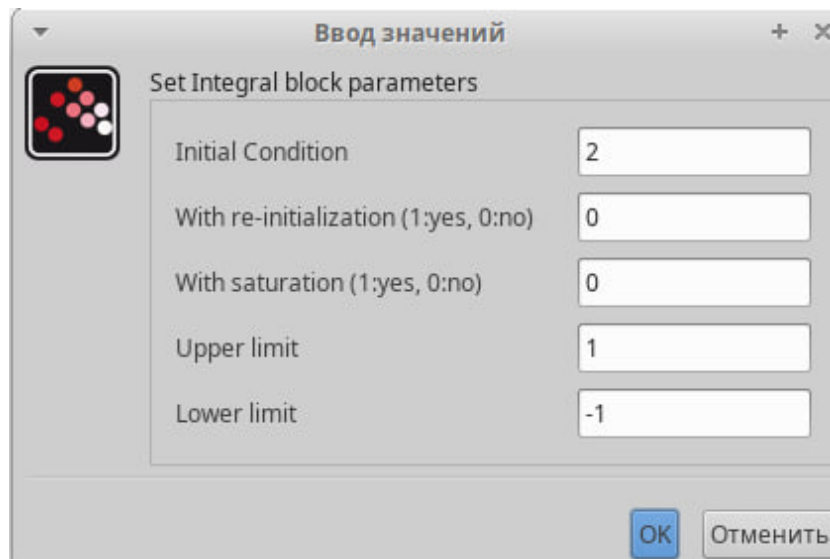 Ввод значений
Set Integral block parameters
Initial Condition 2
With re-initialization (1:yes, 0:no) 0
With saturation (1:yes, 0:no) 0
Upper limit 1
Lower limit -1
OK Отменить